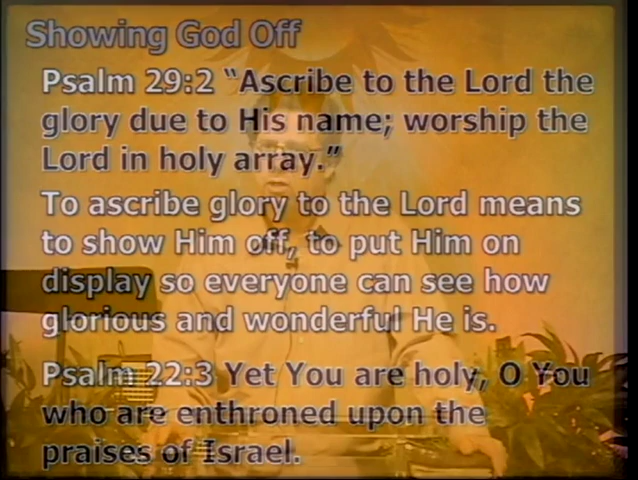 Showing God Off
Psalm 29:2 “Ascribe to the Lord the
glory due to His name; worship the
Lord in holy array.”
To ascribe glory to the Lord means
to show Him off, to put Him on
display so everyone can see how
glorious and wonderful He is.
Psalm 22:3 Yet You are holy, O You
who are enthroned upon the
praises of Israel.